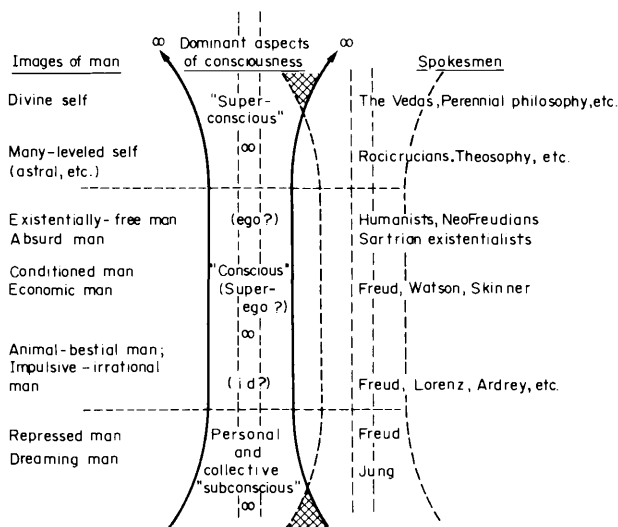 ∞ Dominant aspects ∞
Images of man of consciousness Spokesmen
Divine self "Super- The Vedas, Perennial philosophy, etc.
conscious"
Many-leveled self ∞ Rocicrucians. Theosophy, etc.
(astral, etc.)
Existentially-free man (ego?) Humanists, NeoFreudians
Absurd man Sartrian existentialists
Conditioned man "Conscious"
Economic man (Super- Freud, Watson, Skinner
ego?)
∞
Animal-bestial man;
Impulsive-irrational
man (id?) Freud, Lorenz, Ardrey, etc.
Repressed man Personal Freud
Dreaming man and
collective Jung
"subconscious"
∞